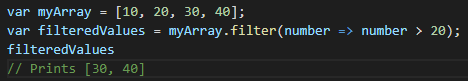 var myArray = [10, 20, 30, 40];
var filteredValues = myArray.filter(number => number > 20);
filteredValues
// Prints [30, 40]